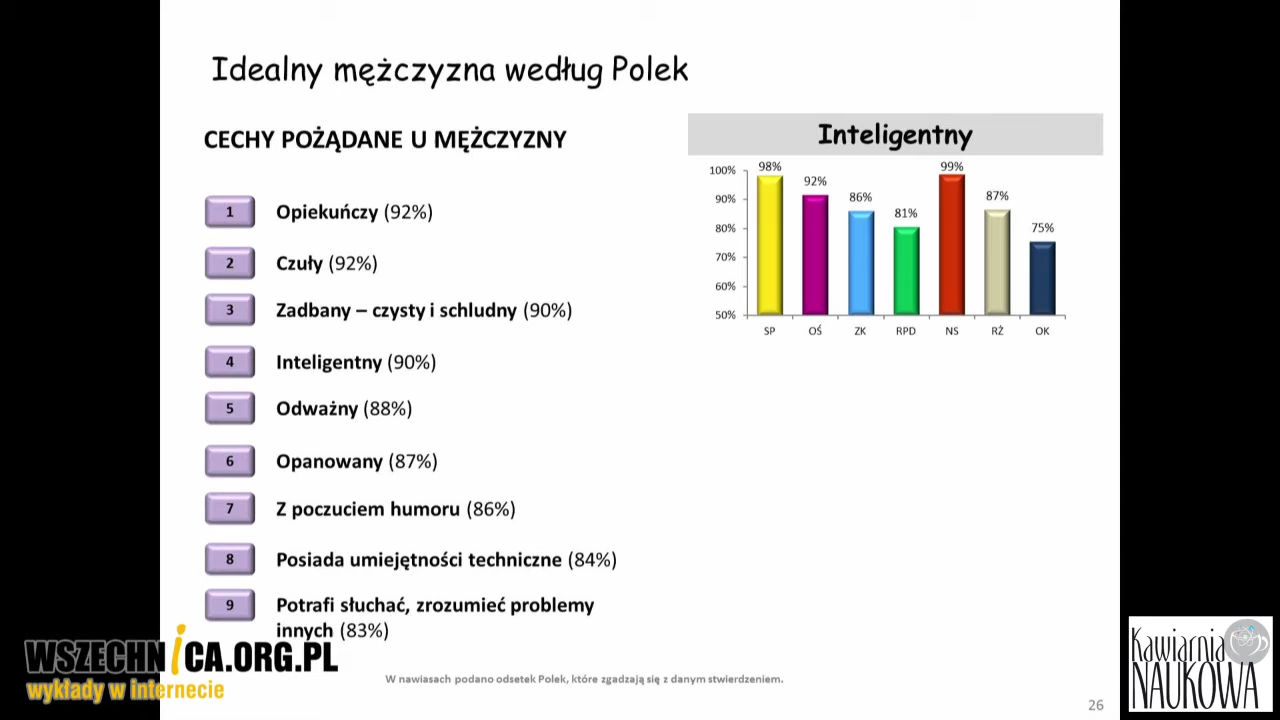 Idealny mężczyzna według Polek
CECHY POŻĄDANE U MĘŻCZYZNY
1 Opiekuńczy (92%)
2 Czuły (92%)
3 Zadbany – czysty i schludny (90%)
4 Inteligentny (90%)
5 Odważny (88%)
6 Opanowany (87%)
7 Z poczuciem humoru (86%)
8 Posiada umiejętności techniczne (84%)
9 Potrafi słuchać, zrozumieć problemy
innych (83%)
Inteligentny
98% 92% 86% 81% 99% 87% 75%
100%
90%
80%
70%
60%
50%
SP OŚ ZK RPD NS RŻ OK
W nawiasach podano odsetek Polek, które zgadzają się z danym stwierdzeniem.
26
WSZECHNiCA.ORG.PL
wykłady w internecie
Kawiarnia
NAUKOWA